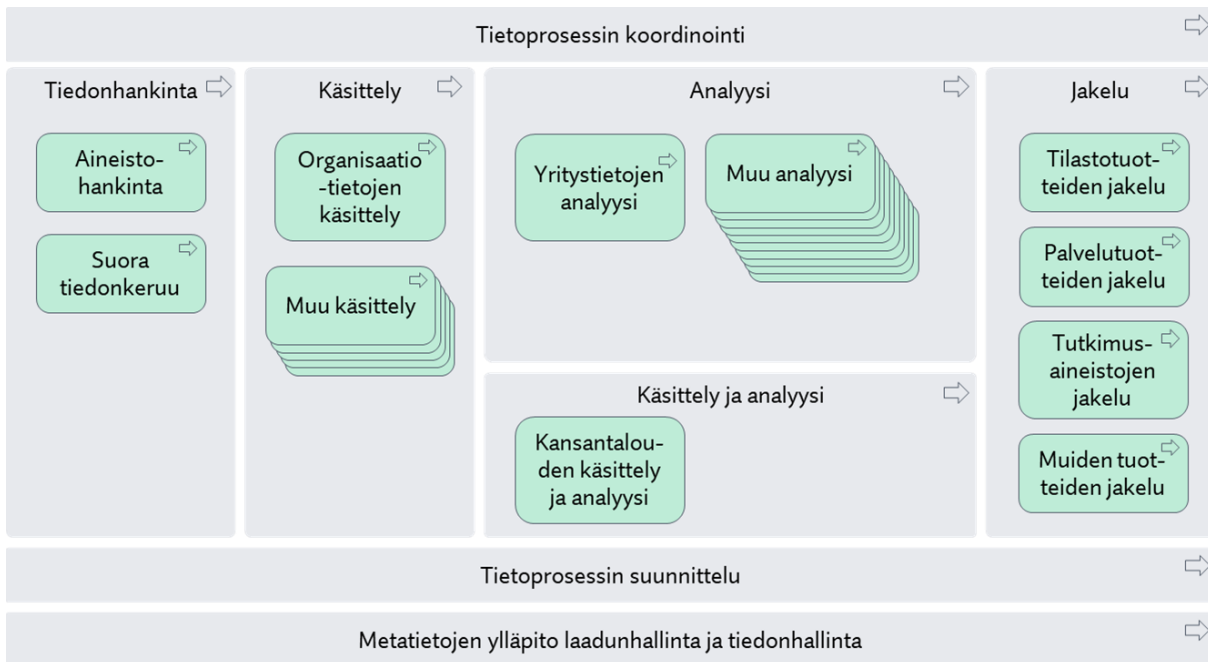 Tietoprosessin koordinointi
Tiedonhankinta
Aineisto-
hankinta
Suora
tiedonkeruu
Käsittely
Organisaatio
-tietojen
käsittely
Muu käsittely
Analyysi
Yritystietojen
analyysi
Muu analyysi
Käsittely ja analyysi
Kansantalou-
den käsittely
ja analyysi
Jakelu
Tilastotuot-
teiden jakelu
Palvelutuot-
teiden jakelu
Tutkimus-
aineistojen
jakelu
Muiden tuot-
teiden jakelu
Tietoprosessin suunnittelu
Metatietojen ylläpito laadunhallinta ja tiedonhallinta